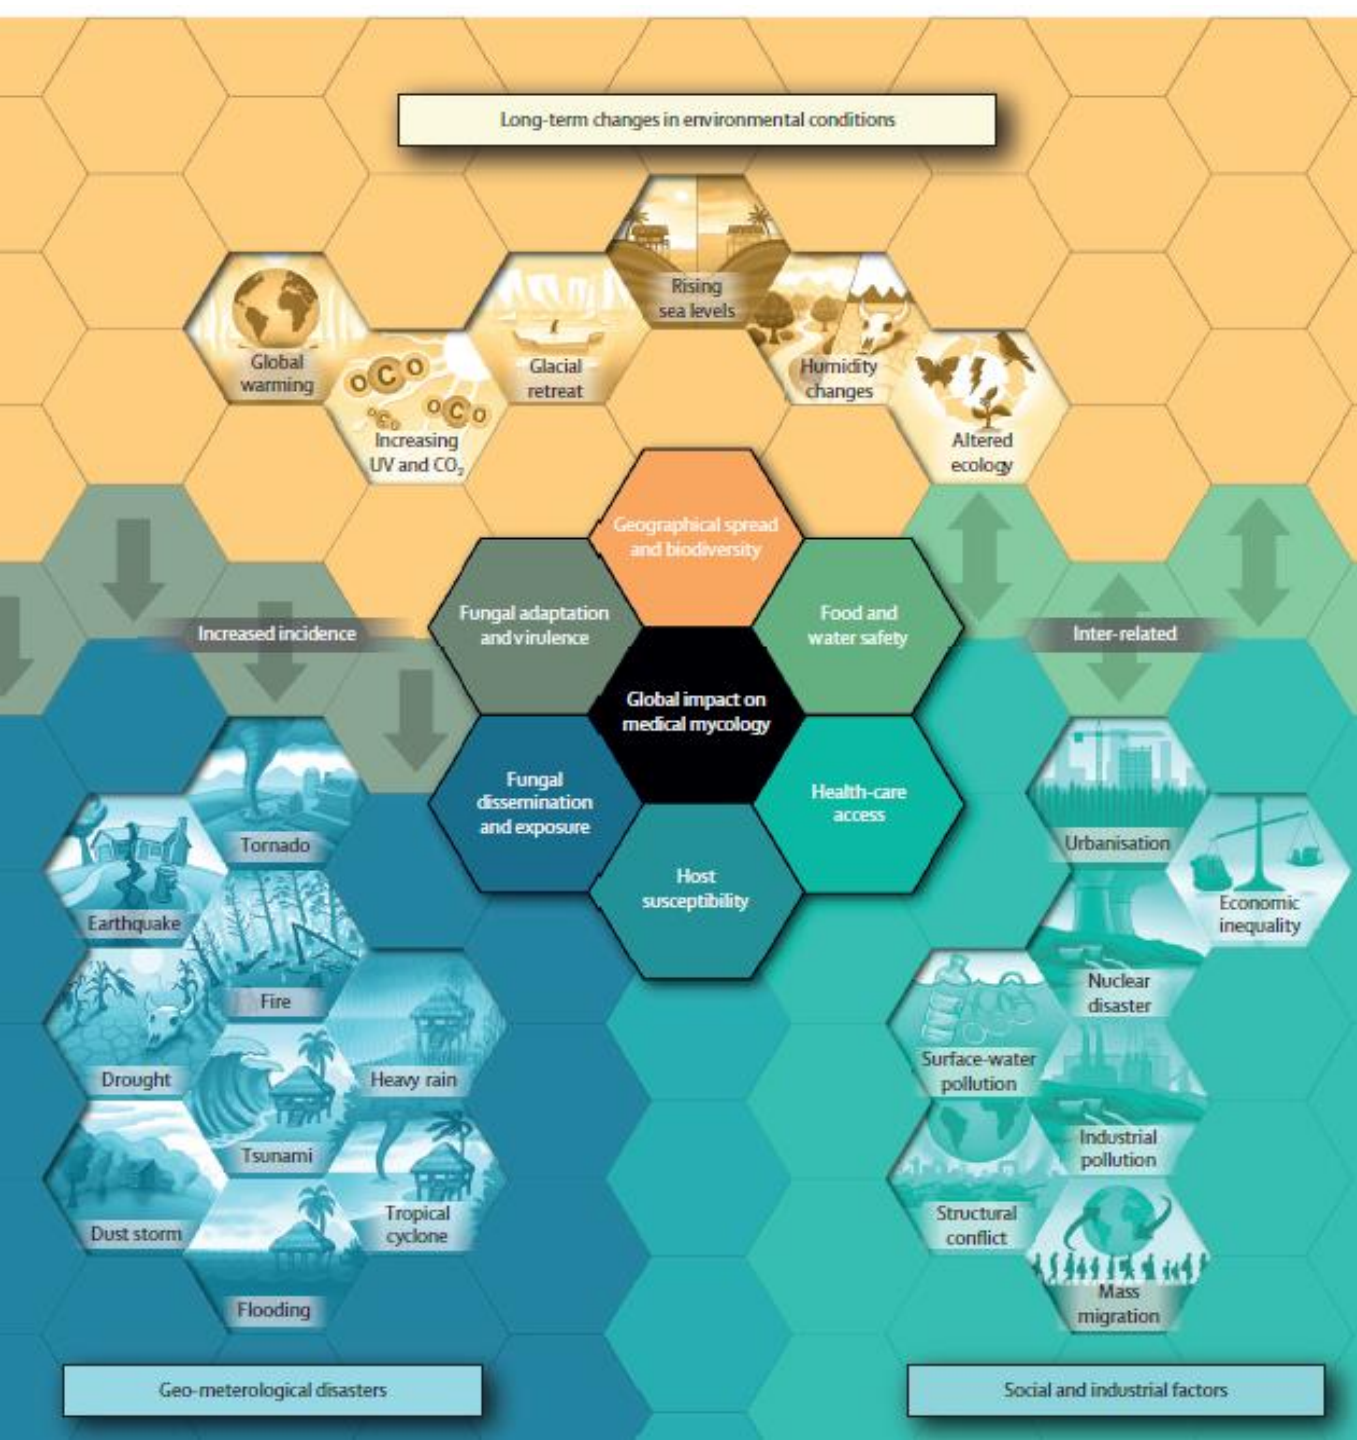 Long-term changes in environmental conditions
Rising
sea levels
Global
warming
Glacial
retreat
Humidity
changes
OCO
OCO
OCO
Increasing
UV and CO₂
Altered
ecology
Geographical spread
and biodiversity
Fungal adaptation
and virulence
Food and
water safety
Increased incidence
Inter-related
Global impact on
medical mycology
Fungal
dissemination
and exposure
Health-care
access
Host
susceptibility
Tornado
Earthquake
Fire
Drought
Heavy rain
Tsunami
Dust storm
Tropical
cyclone
Flooding
Urbanisation
Economic
inequality
Nuclear
disaster
Surface-water
pollution
Industrial
pollution
Structural
conflict
Mass
migration
Geo-meterological disasters
Social and industrial factors